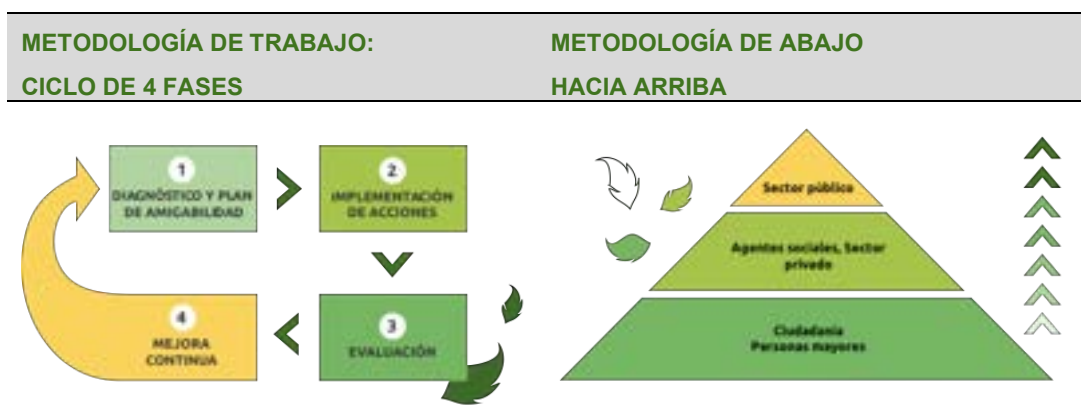 METODOLOGÍA DE TRABAJO:
CICLO DE 4 FASES
METODOLOGÍA DE ABAJO
HACIA ARRIBA
1
DIAGNÓSTICO Y PLAN
DE AMIGABILIDAD
2
IMPLEMENTACIÓN
DE ACCIONES
3
EVALUACIÓN
4
MEJORA
CONTINUA
Sector público
Agentes sociales, Sector
privado
Ciudadanía
Personas mayores